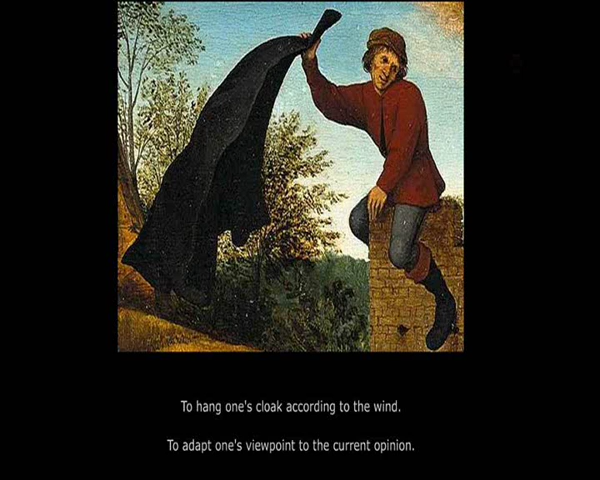 To hang one's cloak according to the wind.
To adapt one's viewpoint to the current opinion.